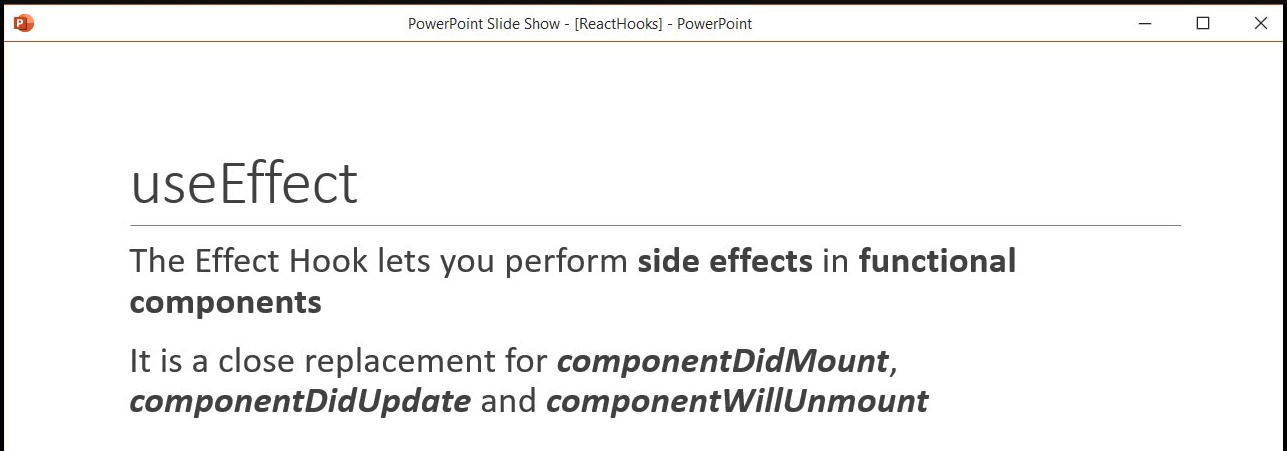 PowerPoint Slide Show - [ReactHooks] - PowerPoint
useEffect
The Effect Hook lets you perform side effects in functional
components
It is a close replacement for componentDidMount,
componentDidUpdate and componentWillUnmount